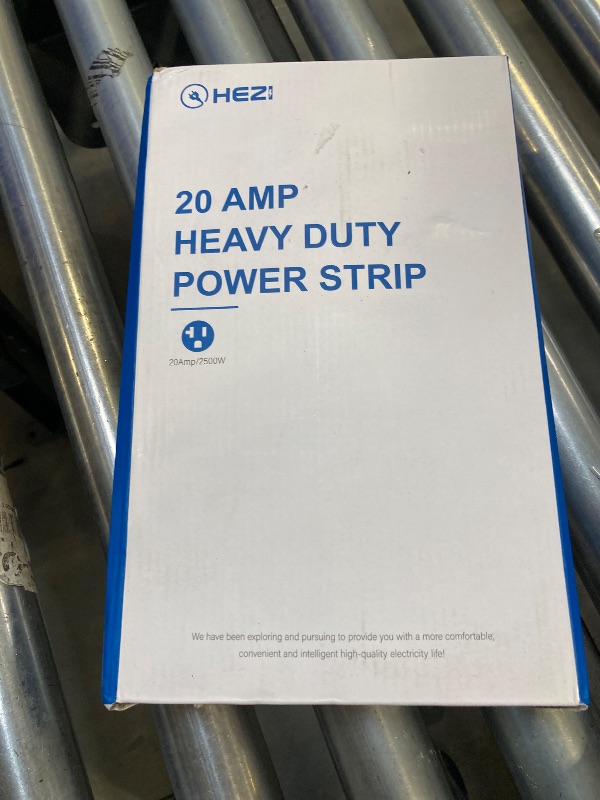 HEZI
20 AMP
HEAVY DUTY
POWER STRIP
20Amp/2500W
We have been exploring and pursuing to provide you with a more comfortable,
convenient and intelligent high-quality electricity life!